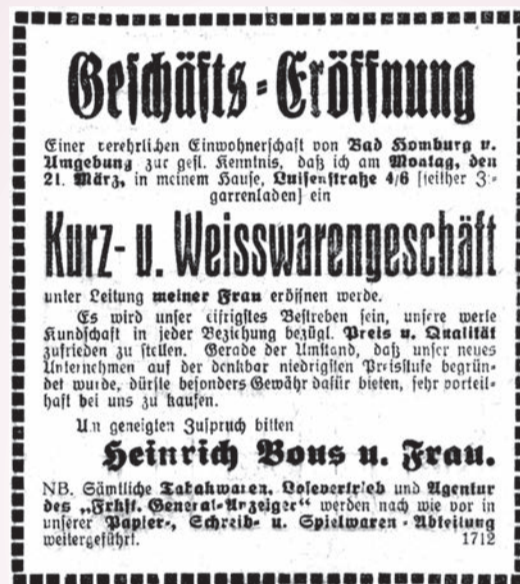 Geschäfts-Eröffnung
Einer verehrlichen Einwohnerschaft von Bad Homburg v.
Umgebung zur gefl. Kenntnis, daß ich am Montag, den
21. März, in meinem Hause, Luisenstraße 4/6 [seither Zi-
garrenladen] ein
Kurz- u. Weisswarengeschäft
unter Leitung meiner Frau eröffnen werde.
Es wird unser eifrigstes Bestreben sein, unsere werte
Kundschaft in jeder Beziehung bezügl. Preis u. Qualität
zufrieden zu stellen. Gerade der Umstand, daß unser neues
Unternehmen auf der denkbar niedrigsten Preisstufe begrün-
det wurde, dürfte besonders Gewähr dafür bieten, sehr vorteil-
haft bei uns zu kaufen.
Um geneigten Zuspruch bitten
Heinrich Bous u. Frau.
NB. Sämtliche Tabakwaren, Losevertrieb und Agentur
des „Frkft. General-Anzeiger“ werden nach wie vor in
unserer Papier-, Schreib- u. Spielwaren-Abteilung
weitergeführt. 1712